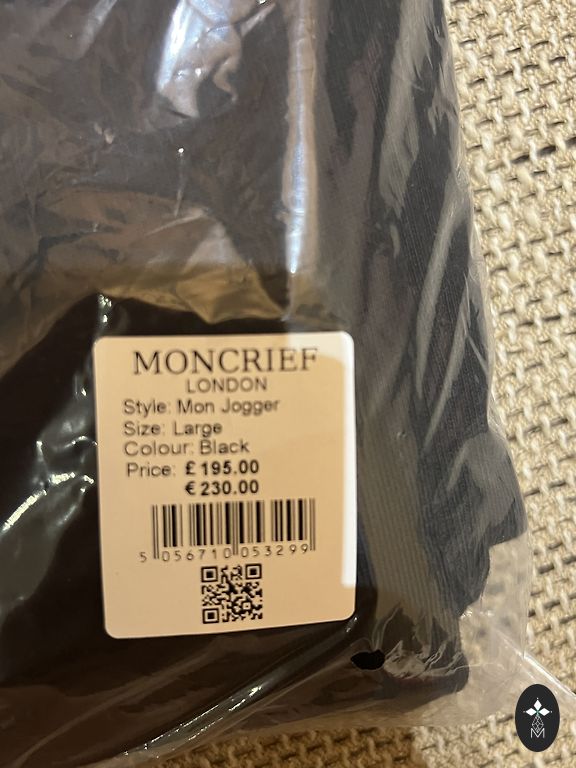 MONCRIEF
LONDON
Style: Mon Jogger
Size: Large
Colour: Black
Price: £195.00
€230.00
5 056710 053299
M